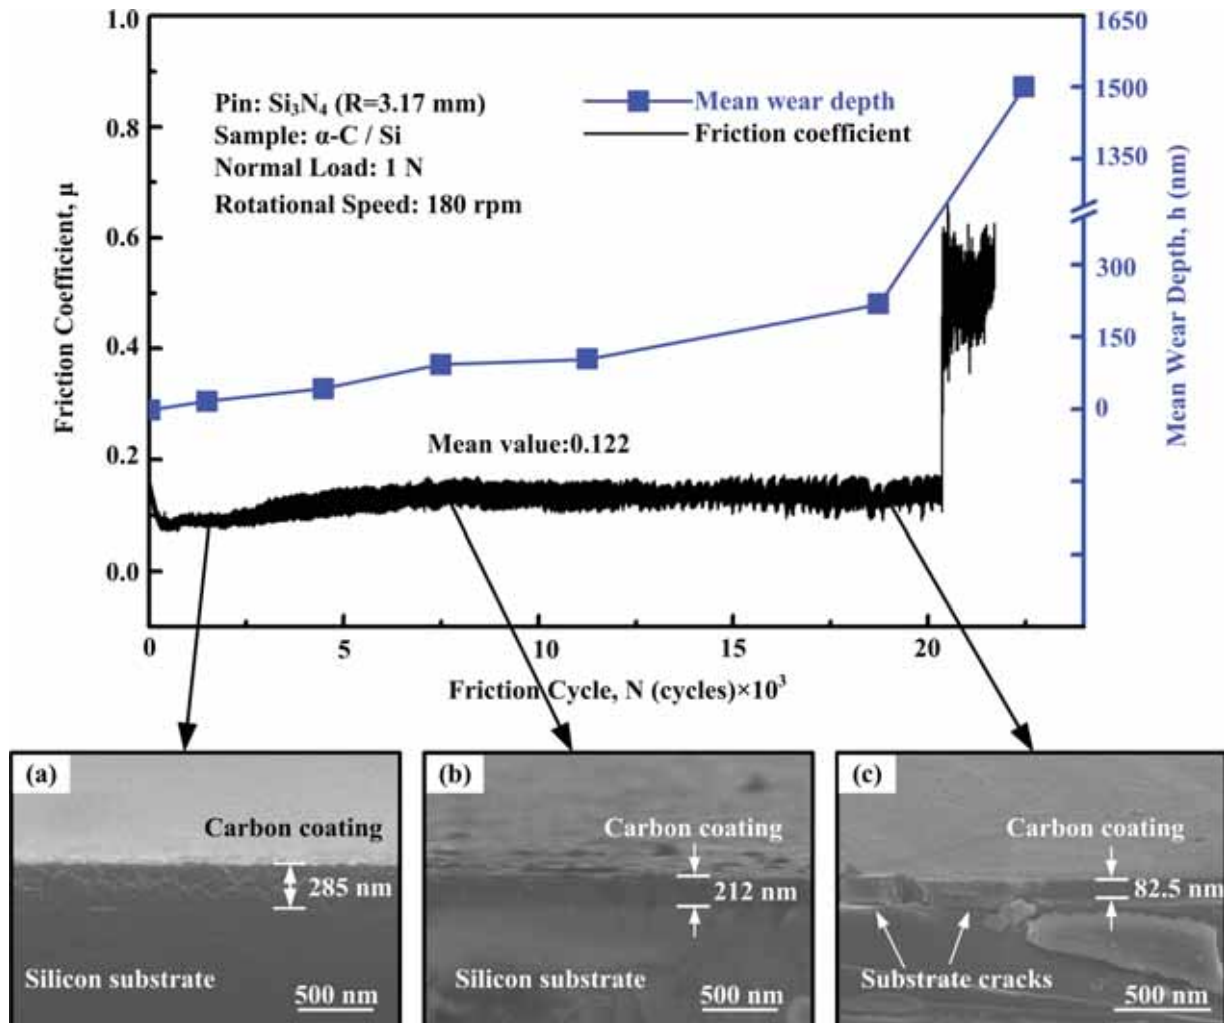 1.0
0.8
0.6
0.4
0.2
0.0
Friction Coefficient, μ
Pin: Si₃N₄ (R=3.17 mm)
Sample: α-C / Si
Normal Load: 1 N
Rotational Speed: 180 rpm
Mean wear depth
Friction coefficient
Mean value:0.122
1650
1500
1350
300
150
0
Mean Wear Depth, h (nm)
0
5
10
15
20
Friction Cycle, N (cycles)×10³
(a)
Carbon coating
285 nm
Silicon substrate
500 nm
(b)
Carbon coating
212 nm
Silicon substrate
500 nm
(c)
Carbon coating
82.5 nm
Substrate cracks
500 nm